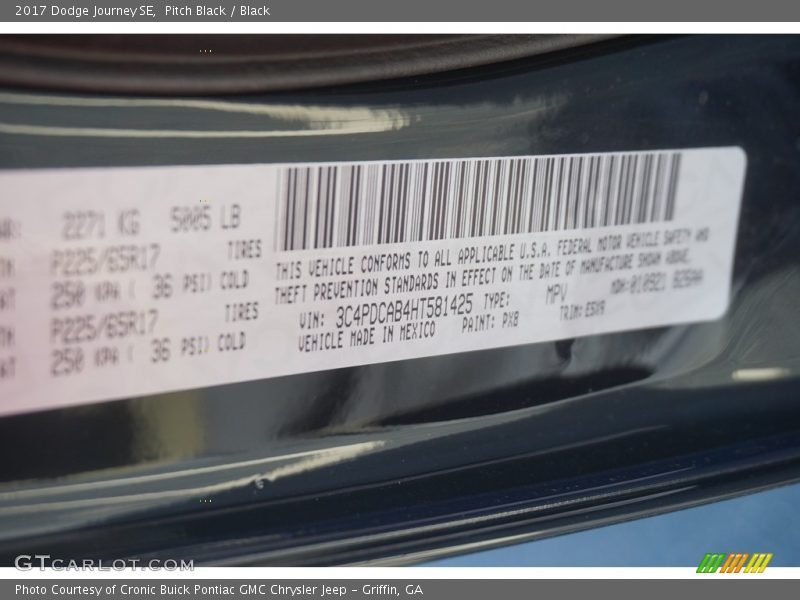 2017 Dodge Journey SE, Pitch Black / Black
2271 KG 5005 LB
P225/65R17 TIRES
250 KPA ( 36 PSI) COLD
P225/65R17 TIRES
250 KPA ( 36 PSI) COLD
THIS VEHICLE CONFORMS TO ALL APPLICABLE U.S.A. FEDERAL MOTOR VEHICLE SAFETY AND
THEFT PREVENTION STANDARDS IN EFFECT ON THE DATE OF MANUFACTURE SHOWN ABOVE.
VIN: 3C4PDCAB4HT581425 TYPE: MPV MDH: 010921
VEHICLE MADE IN MEXICO PAINT: PX8 TRIM:
GTCARLOT.COM
Photo Courtesy of Cronic Buick Pontiac GMC Chrysler Jeep - Griffin, GA